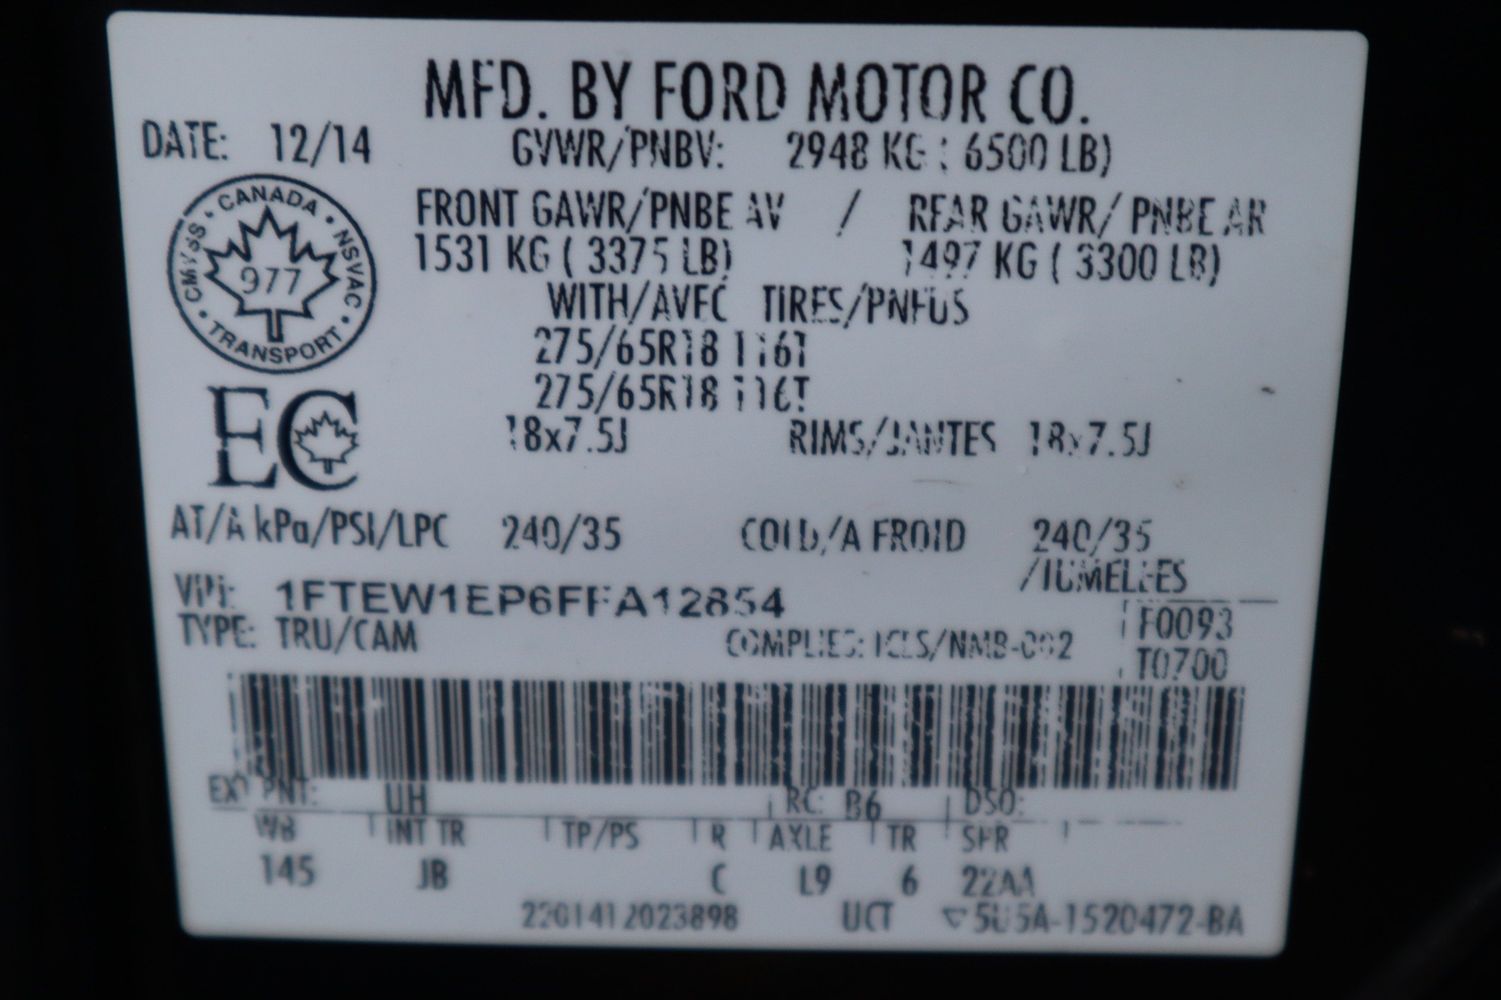 MFD. BY FORD MOTOR CO.
DATE: 12/14 GVWR/PNBV: 2948 KG ( 6500 LB)
CANADA
CMVSS NSVAC
977
TRANSPORT
FRONT GAWR/PNBE AV / REAR GAWR/ PNBE AR
1531 KG ( 3375 LB) 1497 KG ( 3300 LB)
WITH/AVEC TIRES/PNEUS
275/65R18 116T
275/65R18 116T
EC
18x7.5J RIMS/JANTES 18x7.5J
AT/A kPa/PSI/LPC 240/35 COLD/A FROID 240/35
/JUMELEES
VIN: 1FTEW1EP6FFA12854
F0093
TYPE: TRU/CAM COMPLIES: ICES/NMB-002
T0700
EXT PNT: UH RC: B6 DSO:
WB INT TR TP/PS R AXLE TR SPR
145 JB C L9 6 22AA
2201412023898 UCT ▽5U5A-1520472-BA